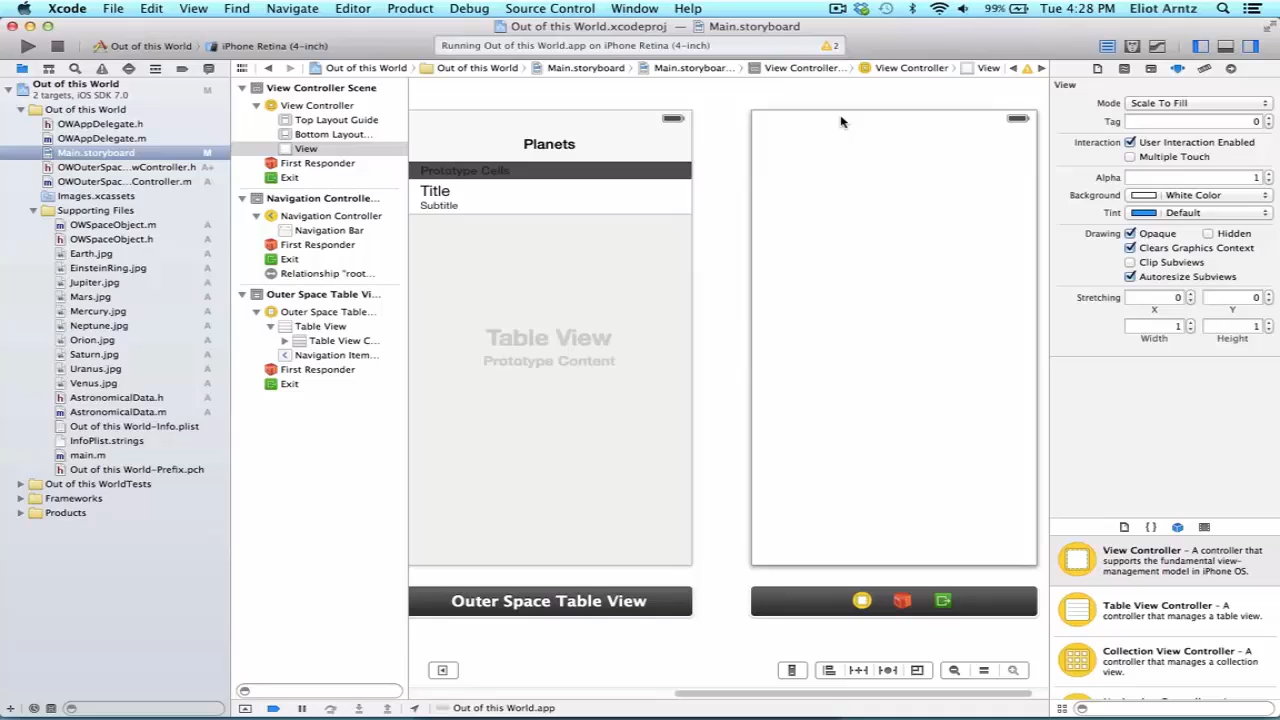 Xcode File Edit View Find Navigate Editor Product Debug Source Control Window Help 99% Tue 4:28 PM Eliot Arntz
Out of this World.xcodeproj — Main.storyboard
Out of this World iPhone Retina (4-inch) Running Out of this World.app on iPhone Retina (4-inch) 2
Out of this World Out of this World Main.storyboard Main.storyboar... View Controller... View Controller View
Out of this World M
2 targets, iOS SDK 7.0
Out of this World
OWAppDelegate.h
OWAppDelegate.m
Main.storyboard M
OWOuterSpac...wController.h A+
OWOuterSpac...Controller.m A
Images.xcassets
Supporting Files
OWSpaceObject.m A
OWSpaceObject.h A
Earth.jpg A
EinsteinRing.jpg A
Jupiter.jpg A
Mars.jpg A
Mercury.jpg A
Neptune.jpg A
Orion.jpg A
Saturn.jpg A
Uranus.jpg A
Venus.jpg A
AstronomicalData.h A
AstronomicalData.m A
Out of this World-Info.plist
InfoPlist.strings
main.m
Out of this World-Prefix.pch
Out of this WorldTests
Frameworks
Products
View Controller Scene
View Controller
Top Layout Guide
Bottom Layout...
View
First Responder
Exit
Navigation Controlle...
Navigation Controller
Navigation Bar
First Responder
Exit
Relationship "root...
Outer Space Table Vi...
Outer Space Table...
Table View
Table View C...
Navigation Item...
First Responder
Exit
Planets
Prototype Cells
Title
Subtitle
Table View
Prototype Content
Outer Space Table View
Out of this World.app
View
Mode Scale To Fill
Tag 0
Interaction User Interaction Enabled
Multiple Touch
Alpha 1
Background White Color
Tint Default
Drawing Opaque Hidden
Clears Graphics Context
Clip Subviews
Autoresize Subviews
Stretching 0 0
X Y
1 1
Width Height
{ }
View Controller – A controller that
supports the fundamental view-
management model in iPhone OS.
Table View Controller – A
controller that manages a table view.
Collection View Controller – A
controller that manages a collection
view.